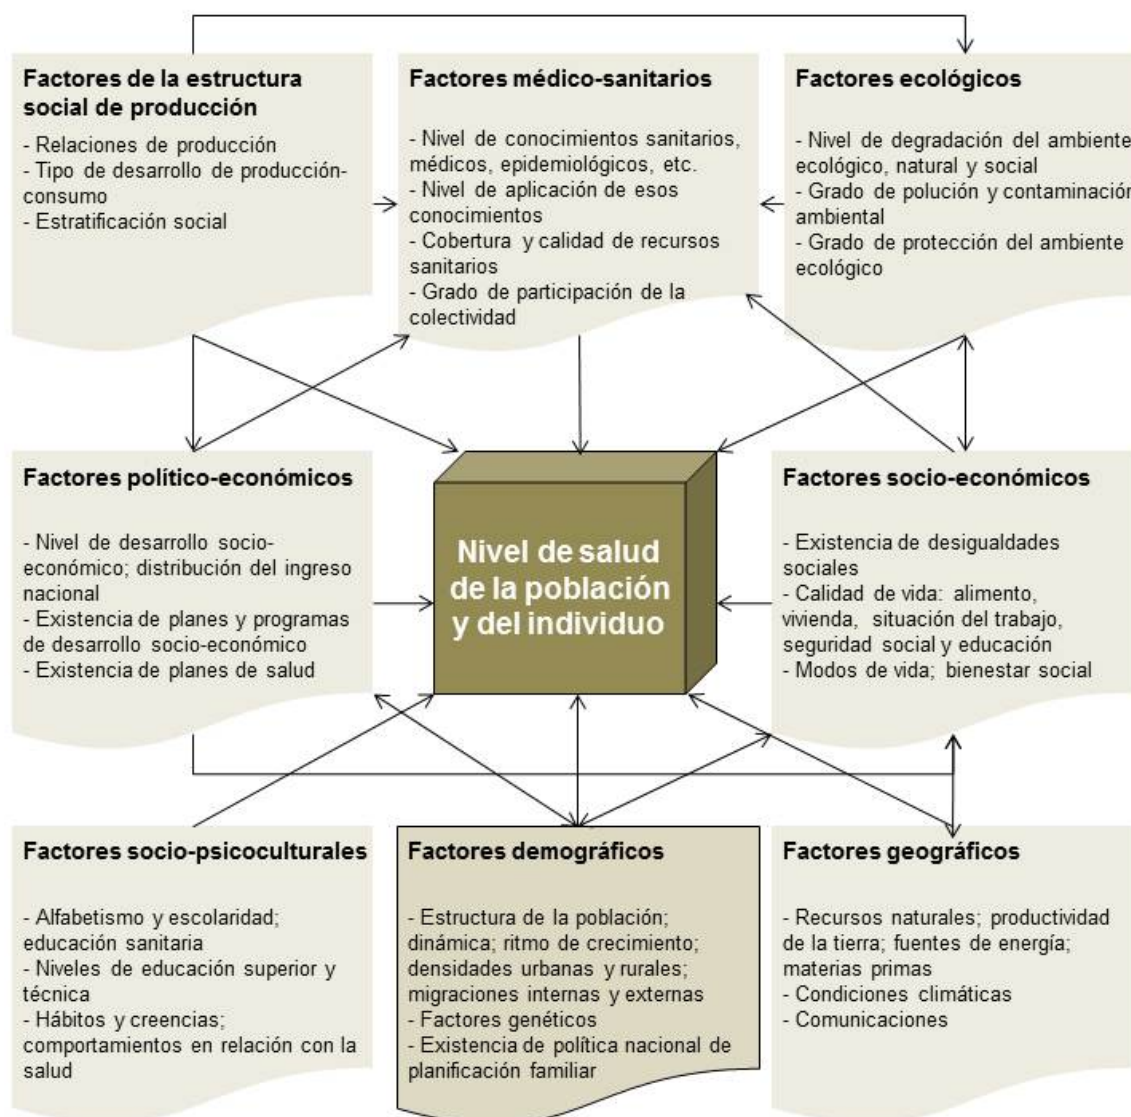 Factores de la estructura
social de producción
- Relaciones de producción
- Tipo de desarrollo de producción-
consumo
- Estratificación social
Factores médico-sanitarios
- Nivel de conocimientos sanitarios,
médicos, epidemiológicos, etc.
- Nivel de aplicación de esos
conocimientos
- Cobertura y calidad de recursos
sanitarios
- Grado de participación de la
colectividad
Factores ecológicos
- Nivel de degradación del ambiente
ecológico, natural y social
- Grado de polución y contaminación
ambiental
- Grado de protección del ambiente
ecológico
Factores político-económicos
- Nivel de desarrollo socio-
económico; distribución del ingreso
nacional
- Existencia de planes y programas
de desarrollo socio-económico
- Existencia de planes de salud
Nivel de salud
de la población
y del individuo
Factores socio-económicos
- Existencia de desigualdades
sociales
- Calidad de vida: alimento,
vivienda, situación del trabajo,
seguridad social y educación
- Modos de vida; bienestar social
Factores socio-psicoculturales
- Alfabetismo y escolaridad;
educación sanitaria
- Niveles de educación superior y
técnica
- Hábitos y creencias;
comportamientos en relación con la
salud
Factores demográficos
- Estructura de la población;
dinámica; ritmo de crecimiento;
densidades urbanas y rurales;
migraciones internas y externas
- Factores genéticos
- Existencia de política nacional de
planificación familiar
Factores geográficos
- Recursos naturales; productividad
de la tierra; fuentes de energía;
materias primas
- Condiciones climáticas
- Comunicaciones